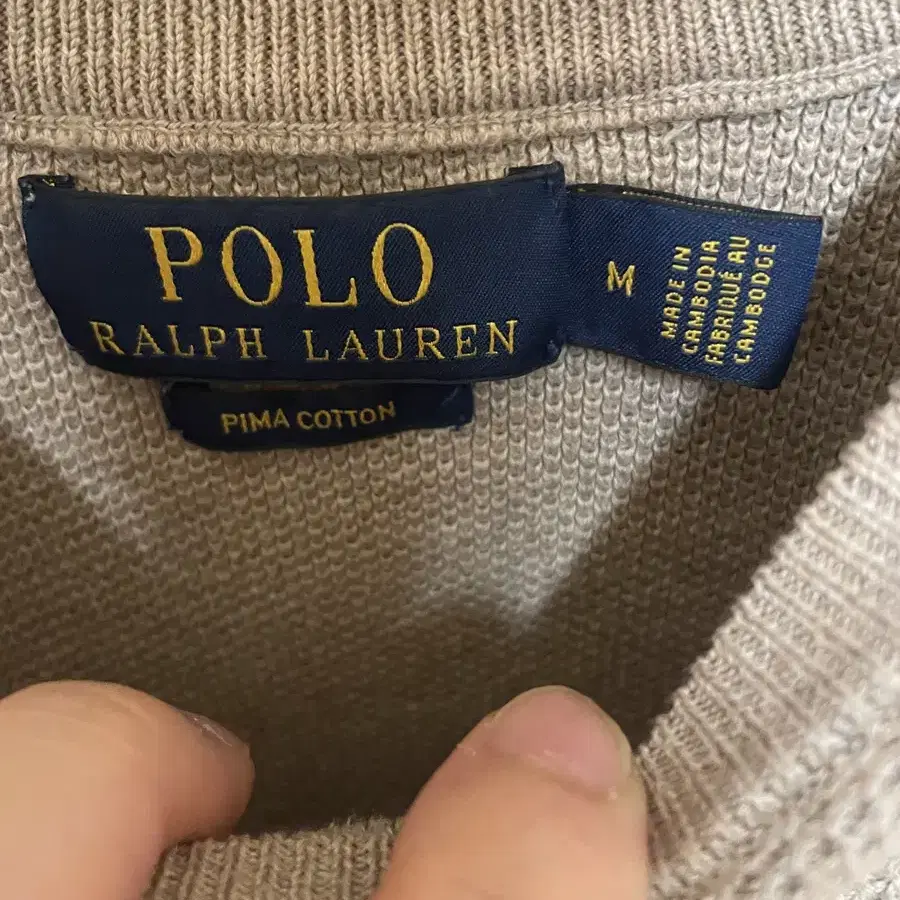 POLO
RALPH LAUREN
PIMA COTTON
M
MADE IN
CAMBODIA
FABRIQUÉ AU
CAMBODGE